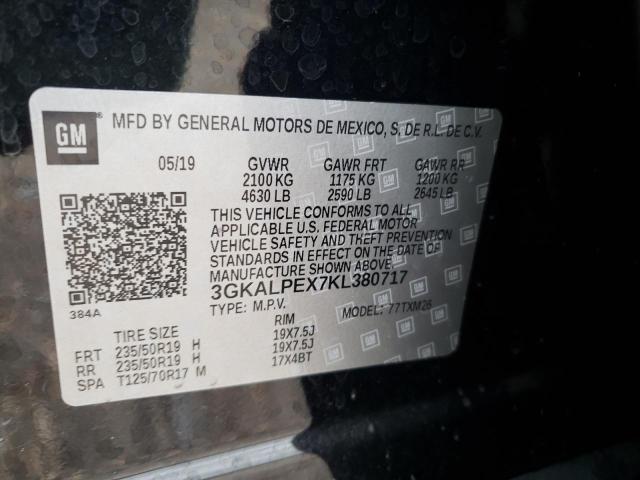 GM
MFD BY GENERAL MOTORS DE MEXICO, S. DE R.L. DE C.V.
05/19 GVWR GAWR FRT GAWR RR
2100 KG 1175 KG 1200 KG
4630 LB 2590 LB 2645 LB
THIS VEHICLE CONFORMS TO ALL
APPLICABLE U.S. FEDERAL MOTOR
VEHICLE SAFETY AND THEFT PREVENTION
STANDARDS IN EFFECT ON THE DATE OF
MANUFACTURE SHOWN ABOVE.
3GKALPEX7KL380717
384A TYPE: M.P.V. MODEL: 77TXM26
TIRE SIZE RIM
FRT 235/50R19 H 19X7.5J
RR 235/50R19 H 19X7.5J
SPA T125/70R17 M 17X4BT